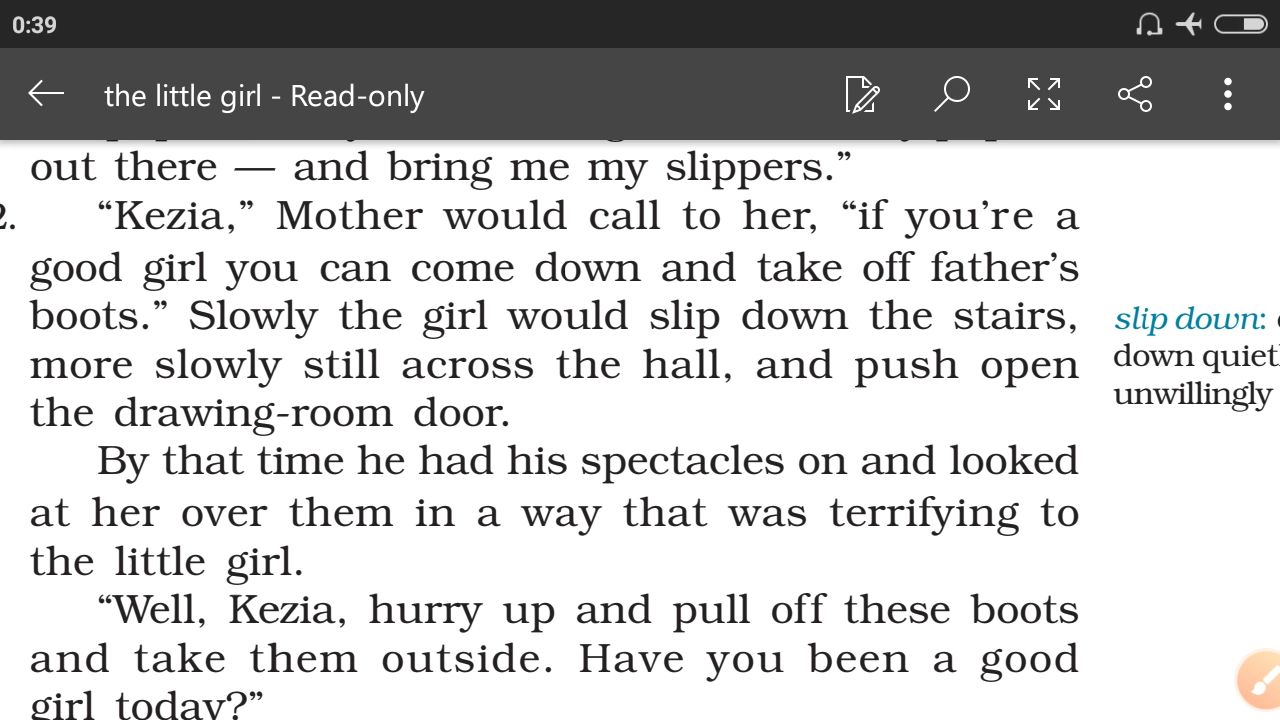 0:39
the little girl - Read-only
out there — and bring me my slippers.”
2. “Kezia,” Mother would call to her, “if you’re a
good girl you can come down and take off father’s
boots.” Slowly the girl would slip down the stairs,
more slowly still across the hall, and push open
the drawing-room door.
slip down:
down
unwillingly
By that time he had his spectacles on and looked
at her over them in a way that was terrifying to
the little girl.
“Well, Kezia, hurry up and pull off these boots
and take them outside. Have you been a good
girl today?”